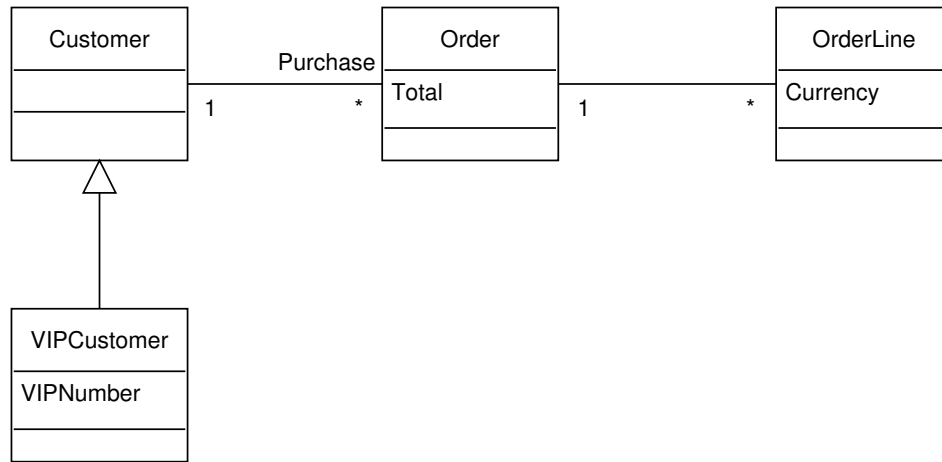 Customer
Purchase
1
*
Order
Total
1
*
OrderLine
Currency
VIPCustomer
VIPNumber